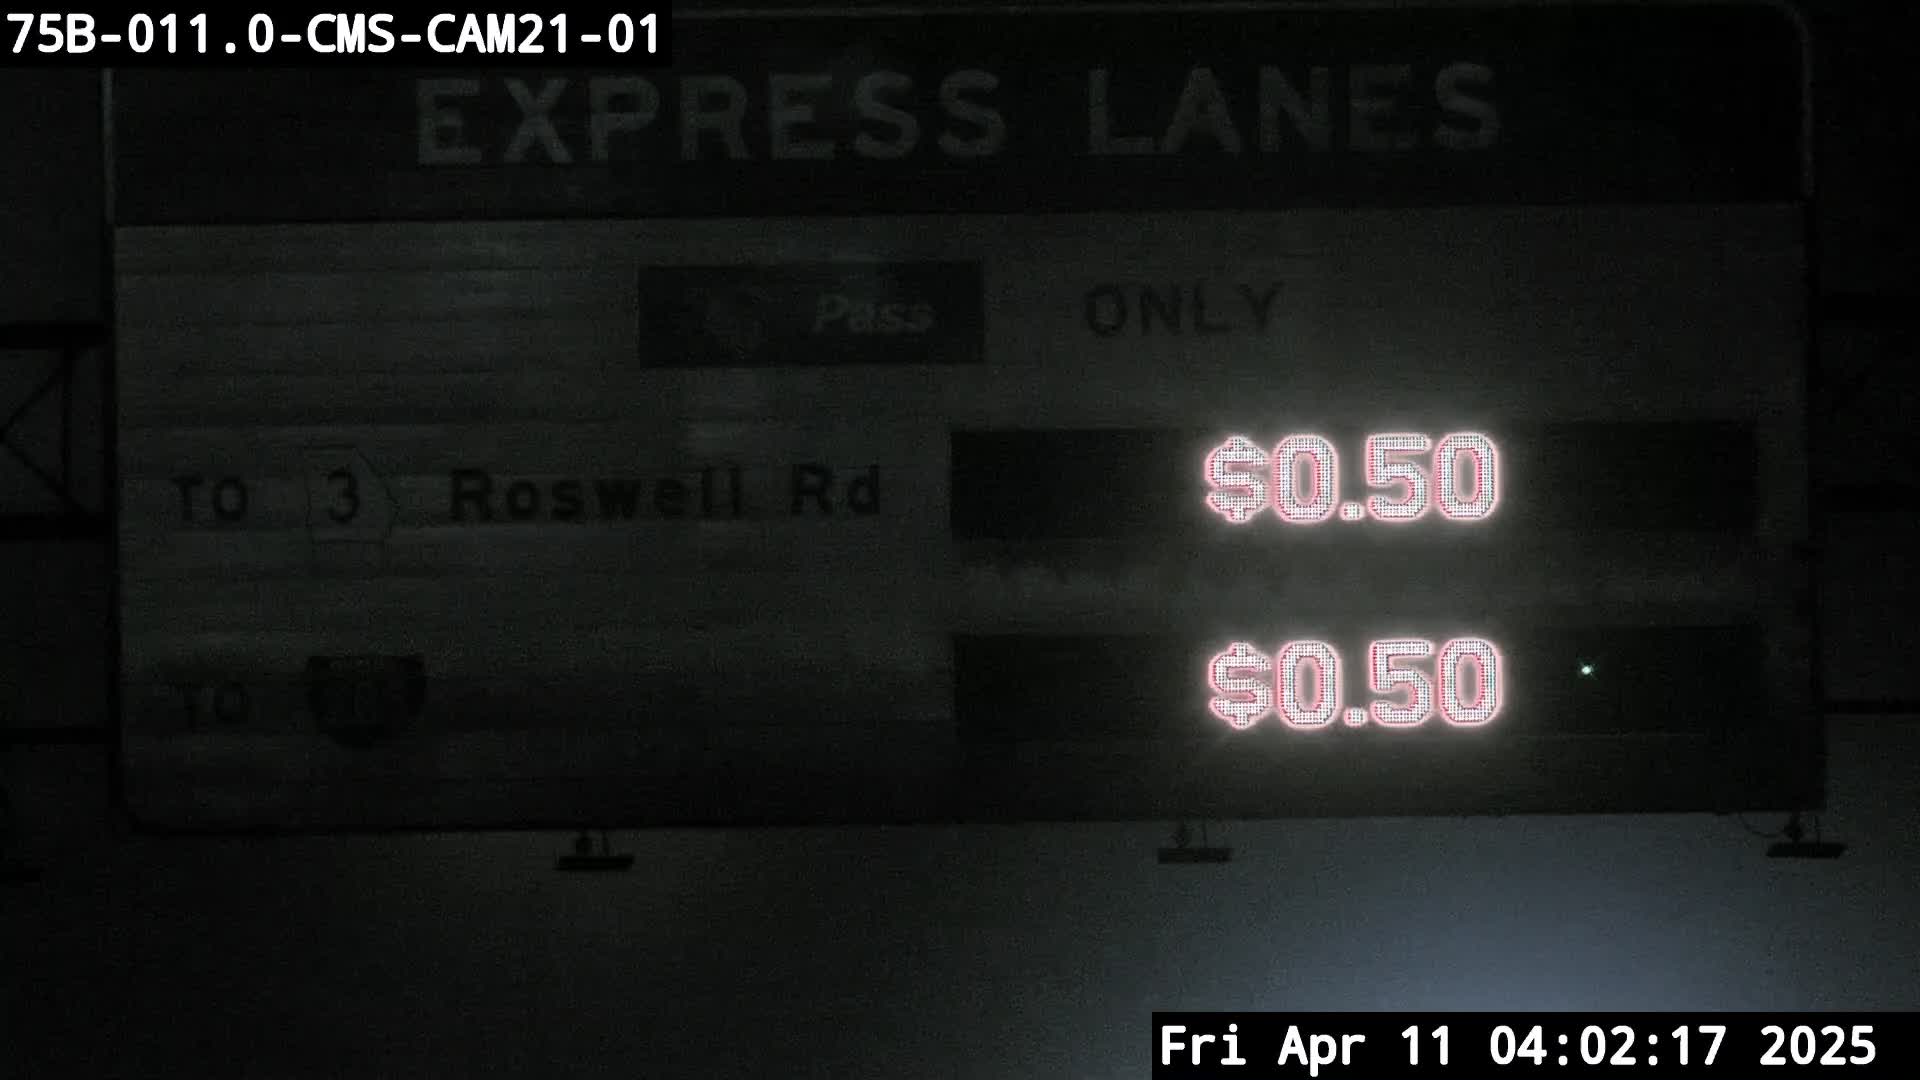 75B-011.0-CMS-CAM21-01
EXPRESS LANES
Pass ONLY
TO 3 Roswell Rd $0.50
TO $0.50
Fri Apr 11 04:02:17 2025